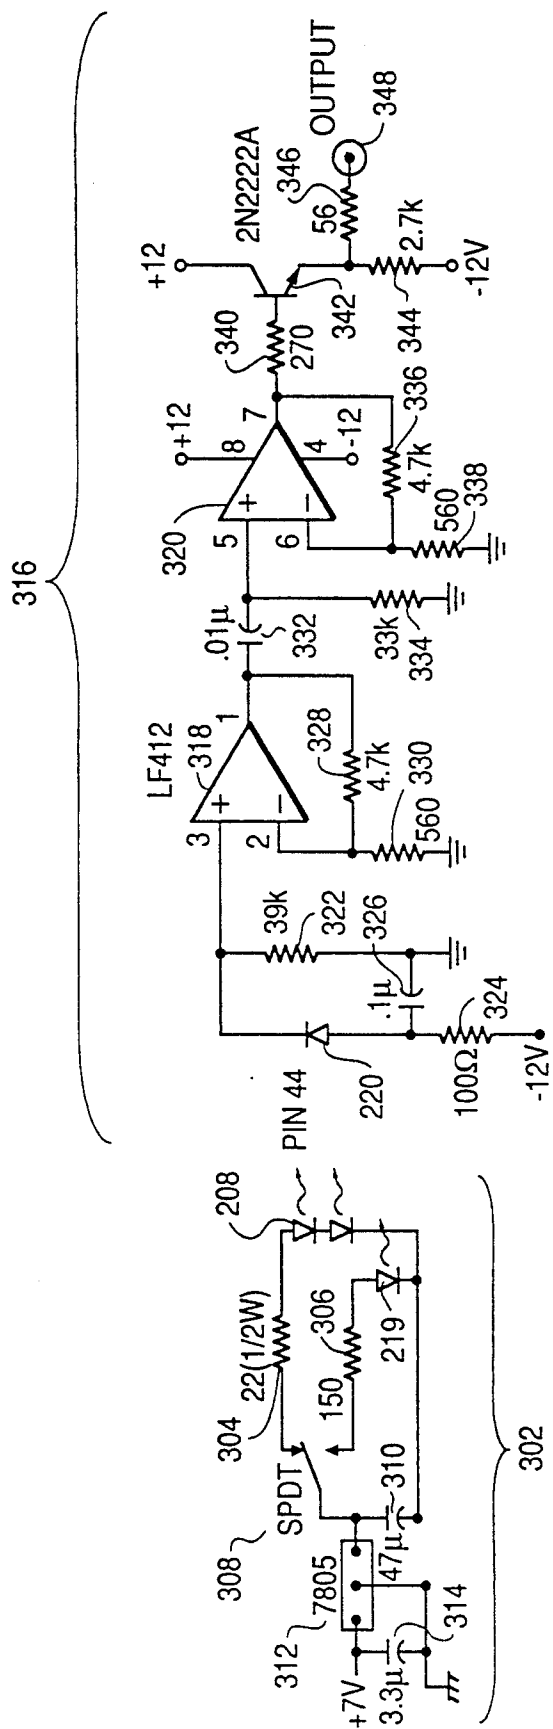 316
+12
2N2222A
OUTPUT
348
346
56
342
2.7k
344
-12V
340
270
+12
8
7
4
-12
320
5
6
+
−
336
4.7k
560
338
.01µ
332
33k
334
LF412
318
1
3
2
+
−
328
4.7k
330
560
39k
322
326
.1µ
220
324
100Ω
-12V
PIN 44
208
22(1/2W)
304
306
150
219
SPDT
308
310
47µ
7805
312
314
+7V
3.3µ
302